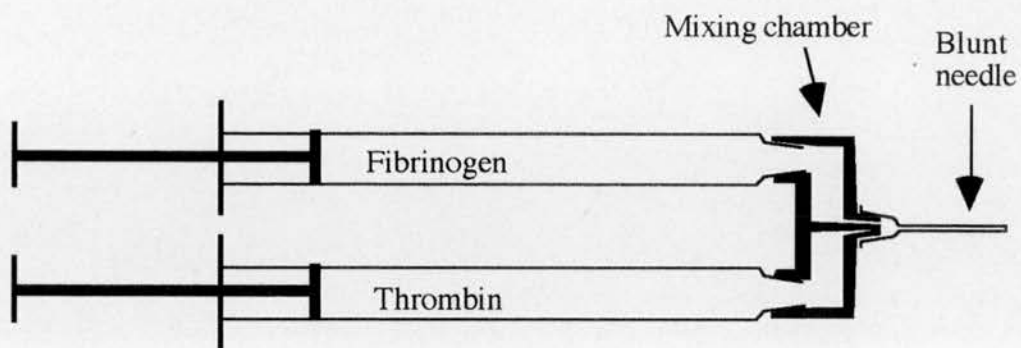 Mixing chamber
Blunt
needle
Fibrinogen
Thrombin